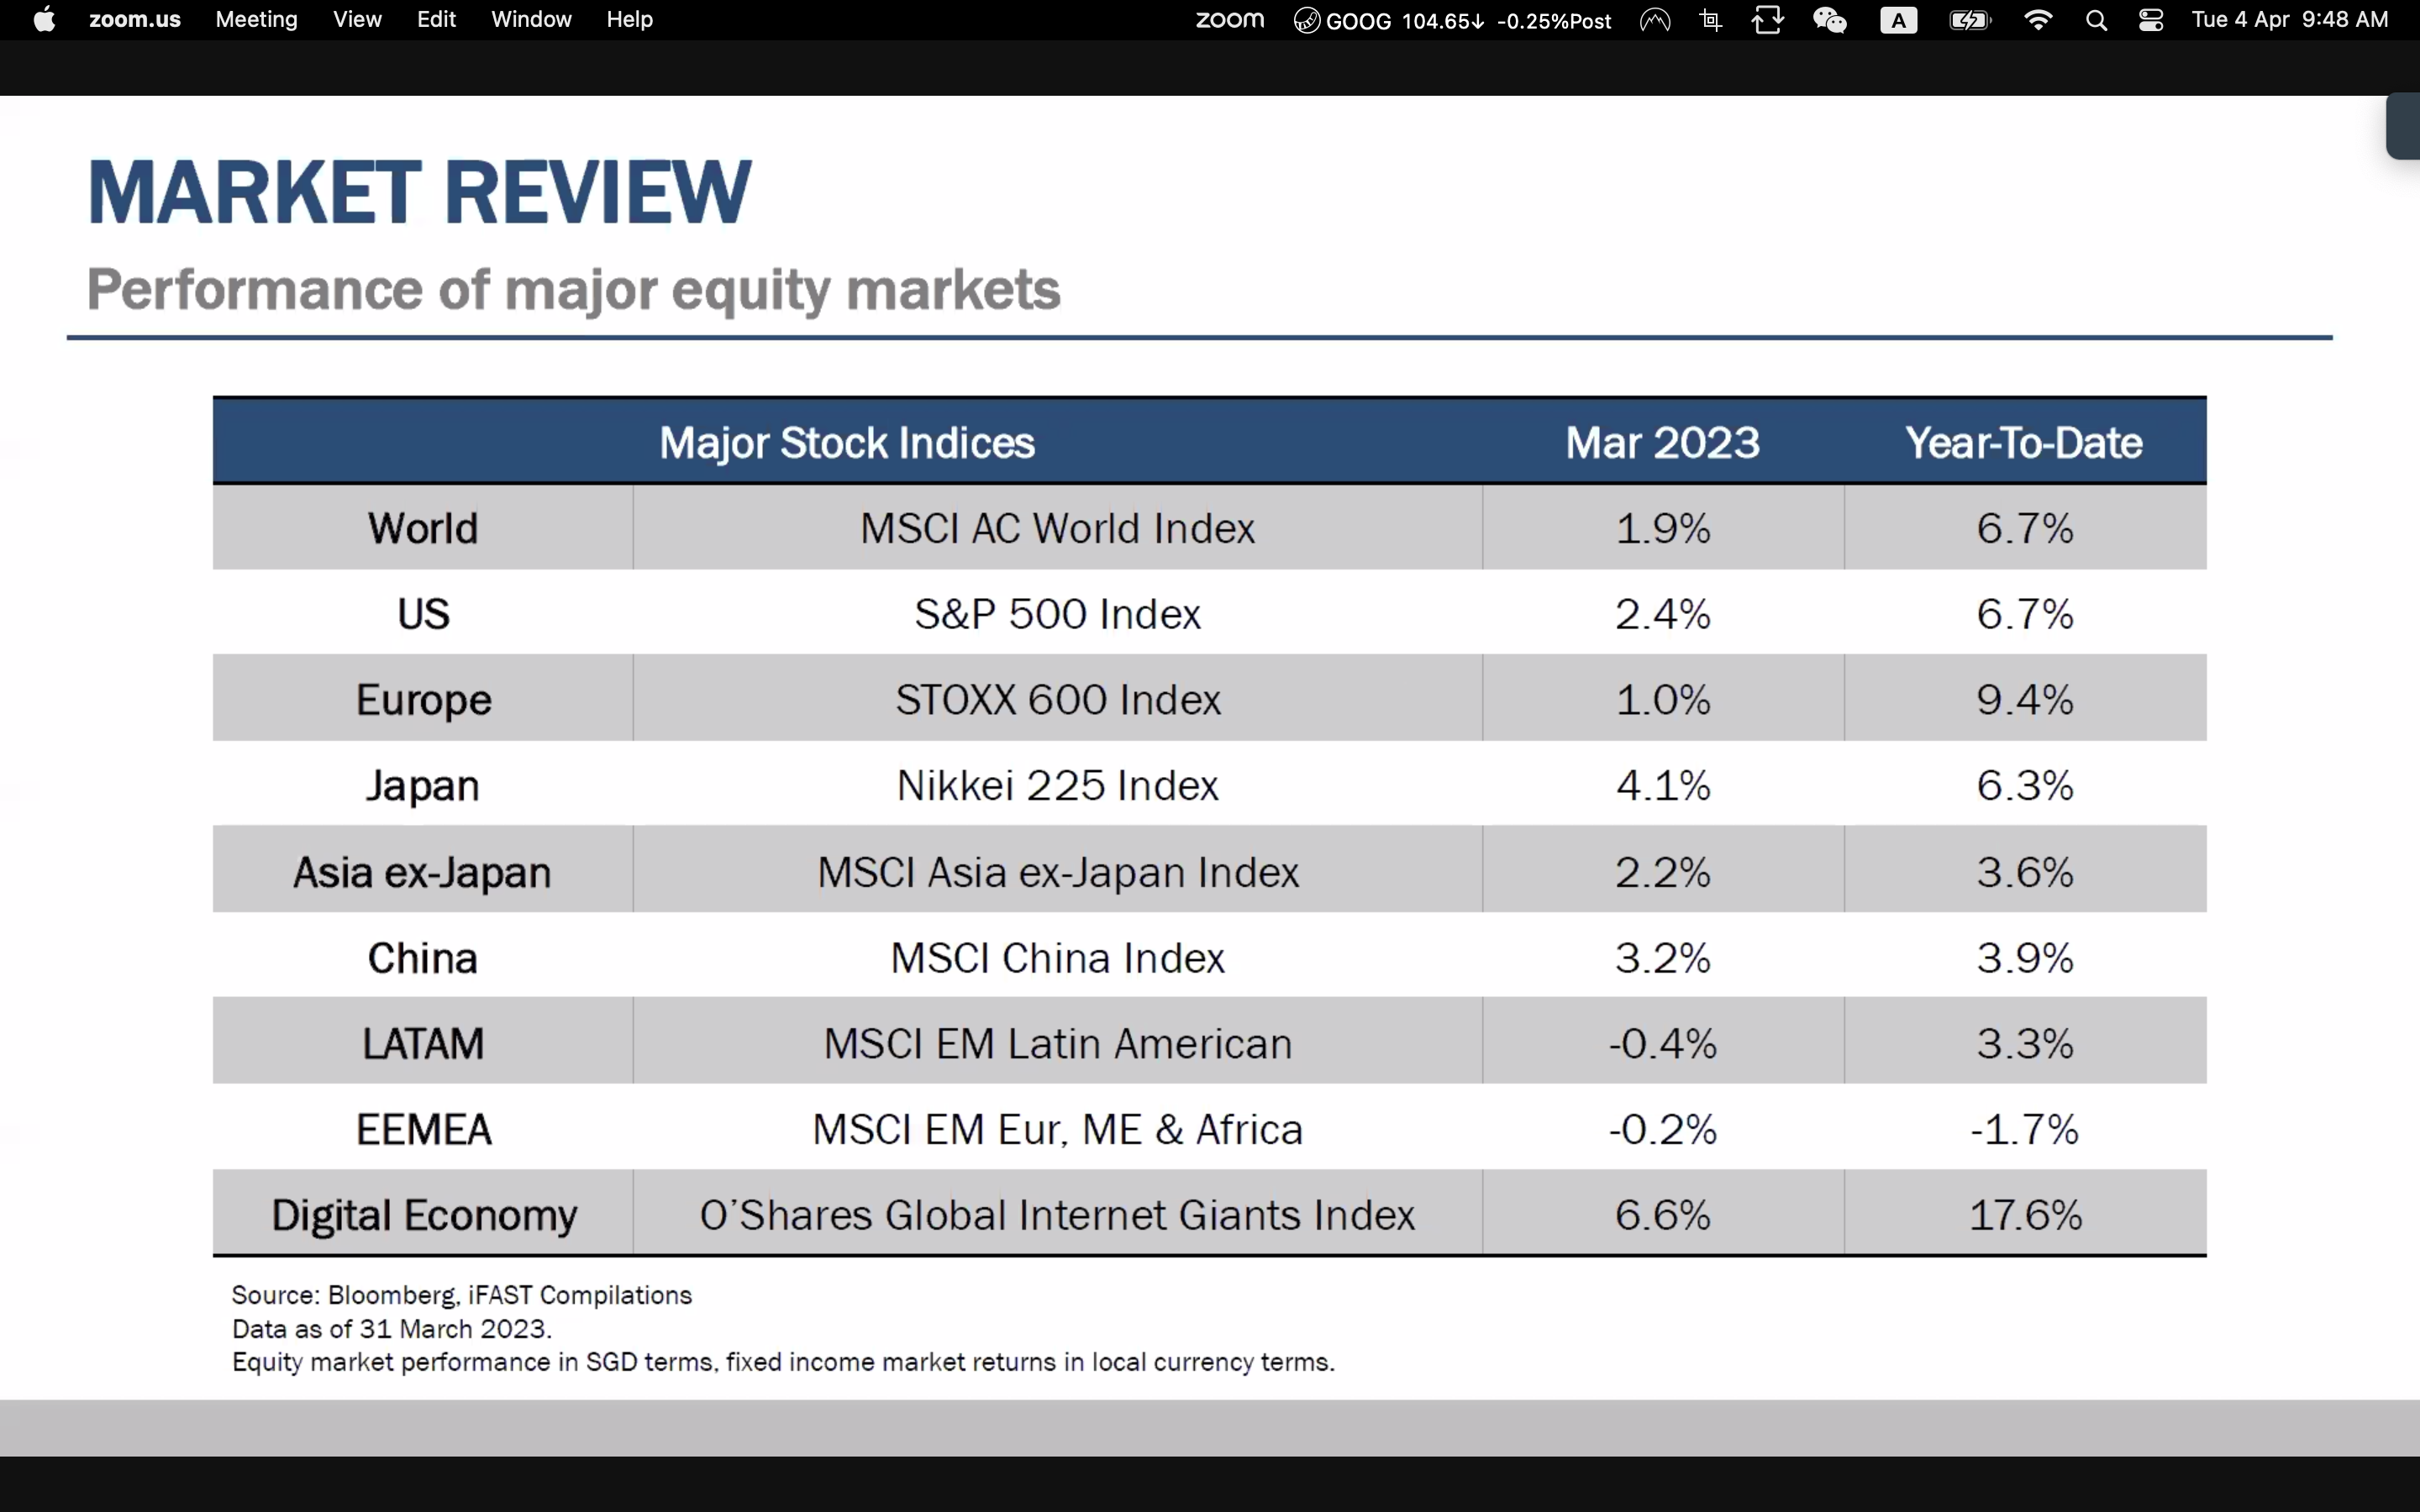 zoom.us Meeting View Edit Window Help zoom GOOG 104.65↓ -0.25%Post A Tue 4 Apr 9:48 AM
MARKET REVIEW
Performance of major equity markets
Major Stock Indices Mar 2023 Year-To-Date
World MSCI AC World Index 1.9% 6.7%
US S&P 500 Index 2.4% 6.7%
Europe STOXX 600 Index 1.0% 9.4%
Japan Nikkei 225 Index 4.1% 6.3%
Asia ex-Japan MSCI Asia ex-Japan Index 2.2% 3.6%
China MSCI China Index 3.2% 3.9%
LATAM MSCI EM Latin American -0.4% 3.3%
EEMEA MSCI EM Eur, ME & Africa -0.2% -1.7%
Digital Economy O'Shares Global Internet Giants Index 6.6% 17.6%
Source: Bloomberg, iFAST Compilations
Data as of 31 March 2023.
Equity market performance in SGD terms, fixed income market returns in local currency terms.